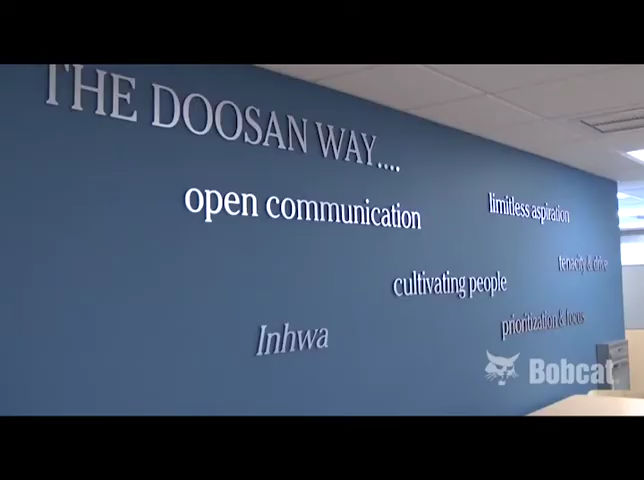 THE DOOSAN WAY....
open communication
limitless aspiration
tenacity & drive
cultivating people
prioritization & focus
Inhwa
Bobcat